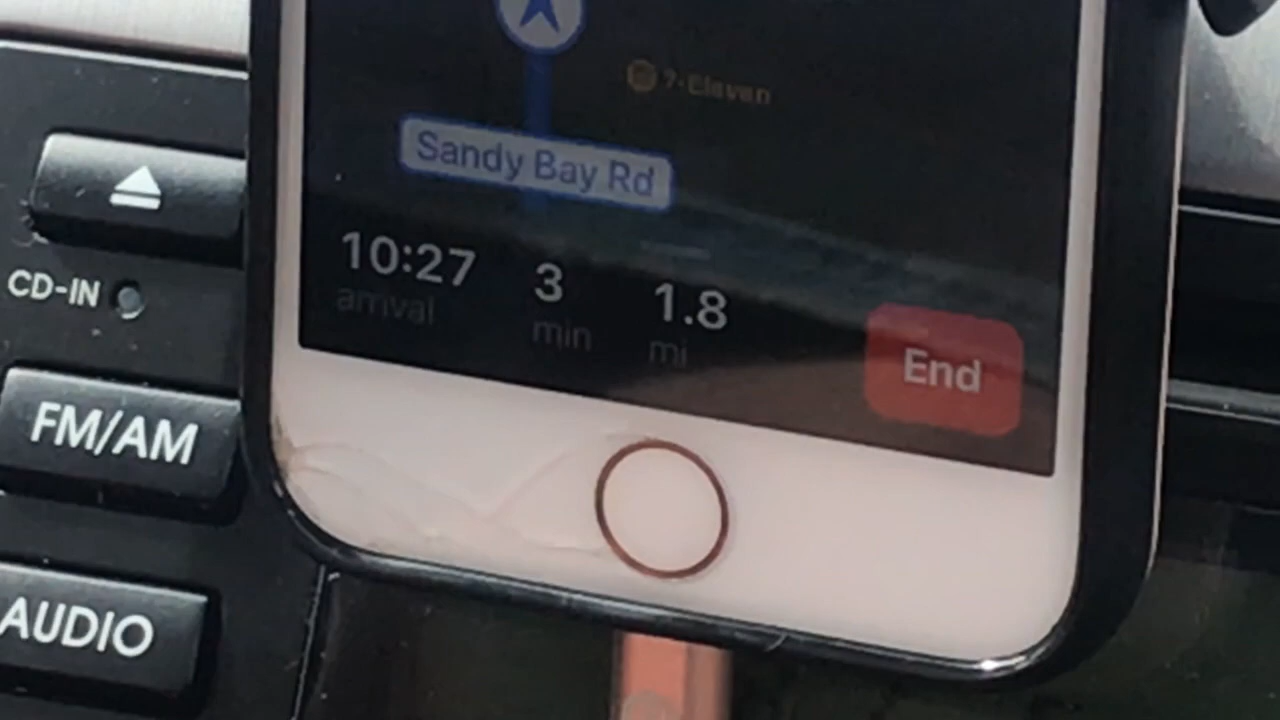 7-Eleven
Sandy Bay Rd
10:27 3 1.8
arrival min mi
End
CD-IN
FM/AM
AUDIO